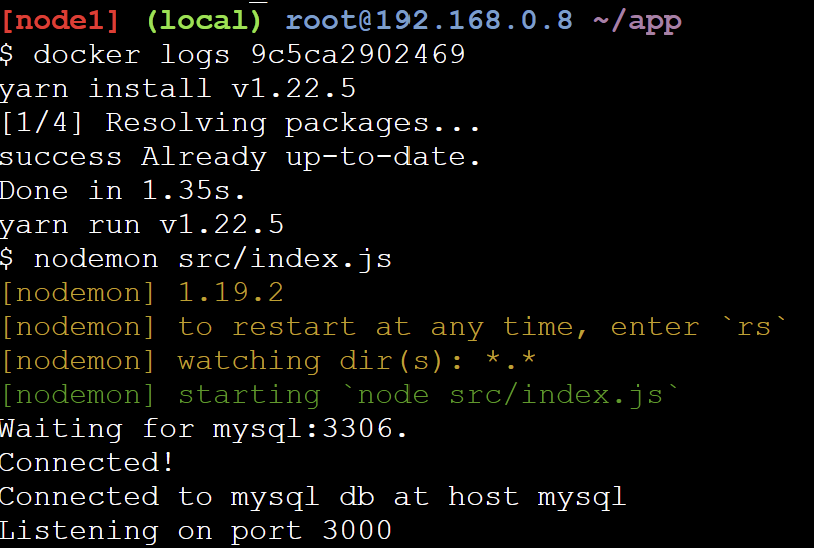 [node1] (local) root@192.168.0.8 ~/app
$ docker logs 9c5ca2902469
yarn install v1.22.5
[1/4] Resolving packages...
success Already up-to-date.
Done in 1.35s.
yarn run v1.22.5
$ nodemon src/index.js
[nodemon] 1.19.2
[nodemon] to restart at any time, enter `rs`
[nodemon] watching dir(s): *.*
[nodemon] starting `node src/index.js`
Waiting for mysql:3306.
Connected!
Connected to mysql db at host mysql
Listening on port 3000